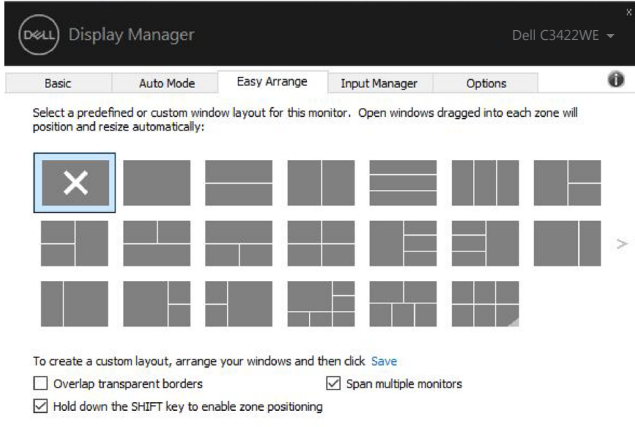 x
DELL Display Manager Dell C3422WE
Basic Auto Mode Easy Arrange Input Manager Options
Select a predefined or custom window layout for this monitor. Open windows dragged into each zone will
position and resize automatically:
To create a custom layout, arrange your windows and then click Save
Overlap transparent borders Span multiple monitors
Hold down the SHIFT key to enable zone positioning